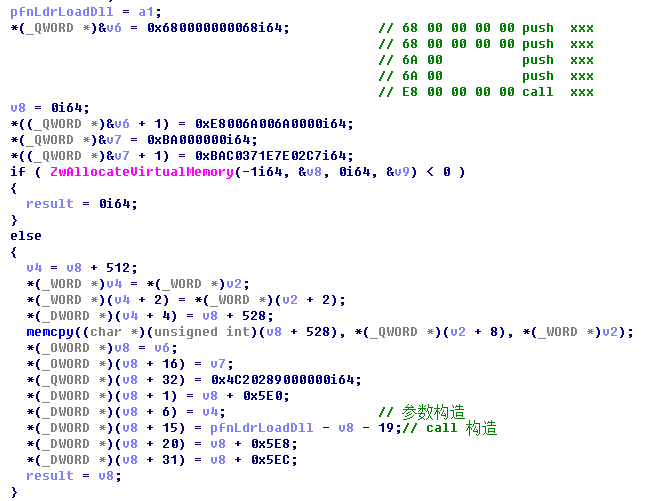 pfnLdrLoadDll = a1;
*(_QWORD *)&v6 = 0x680000000068i64; // 68 00 00 00 00 push xxx
// 68 00 00 00 00 push xxx
// 6A 00 push xxx
// 6A 00 push xxx
// E8 00 00 00 00 call xxx
v8 = 0i64;
*((_QWORD *)&v6 + 1) = 0xE8006A006A0000i64;
*(_QWORD *)&v7 = 0xBA000000i64;
*((_QWORD *)&v7 + 1) = 0xBAC0371E7E02C7i64;
if ( ZwAllocateVirtualMemory(-1i64, &v8, 0i64, &v9) < 0 )
{
result = 0i64;
}
else
{
v4 = v8 + 512;
*(_WORD *)v4 = *(_WORD *)v2;
*(_WORD *)(v4 + 2) = *(_WORD *)(v2 + 2);
*(_DWORD *)(v4 + 4) = v8 + 528;
memcpy((char *)(unsigned int)(v8 + 528), *(_QWORD *)(v2 + 8), *(_WORD *)v2);
*(_OWORD *)v8 = v6;
*(_OWORD *)(v8 + 16) = v7;
*(_QWORD *)(v8 + 32) = 0x4C20289000000i64;
*(_DWORD *)(v8 + 1) = v8 + 0x5E0;
*(_DWORD *)(v8 + 6) = v4; // 参数构造
*(_DWORD *)(v8 + 15) = pfnLdrLoadDll - v8 - 19;// call 构造
*(_DWORD *)(v8 + 20) = v8 + 0x5E8;
*(_DWORD *)(v8 + 31) = v8 + 0x5EC;
result = v8;
}